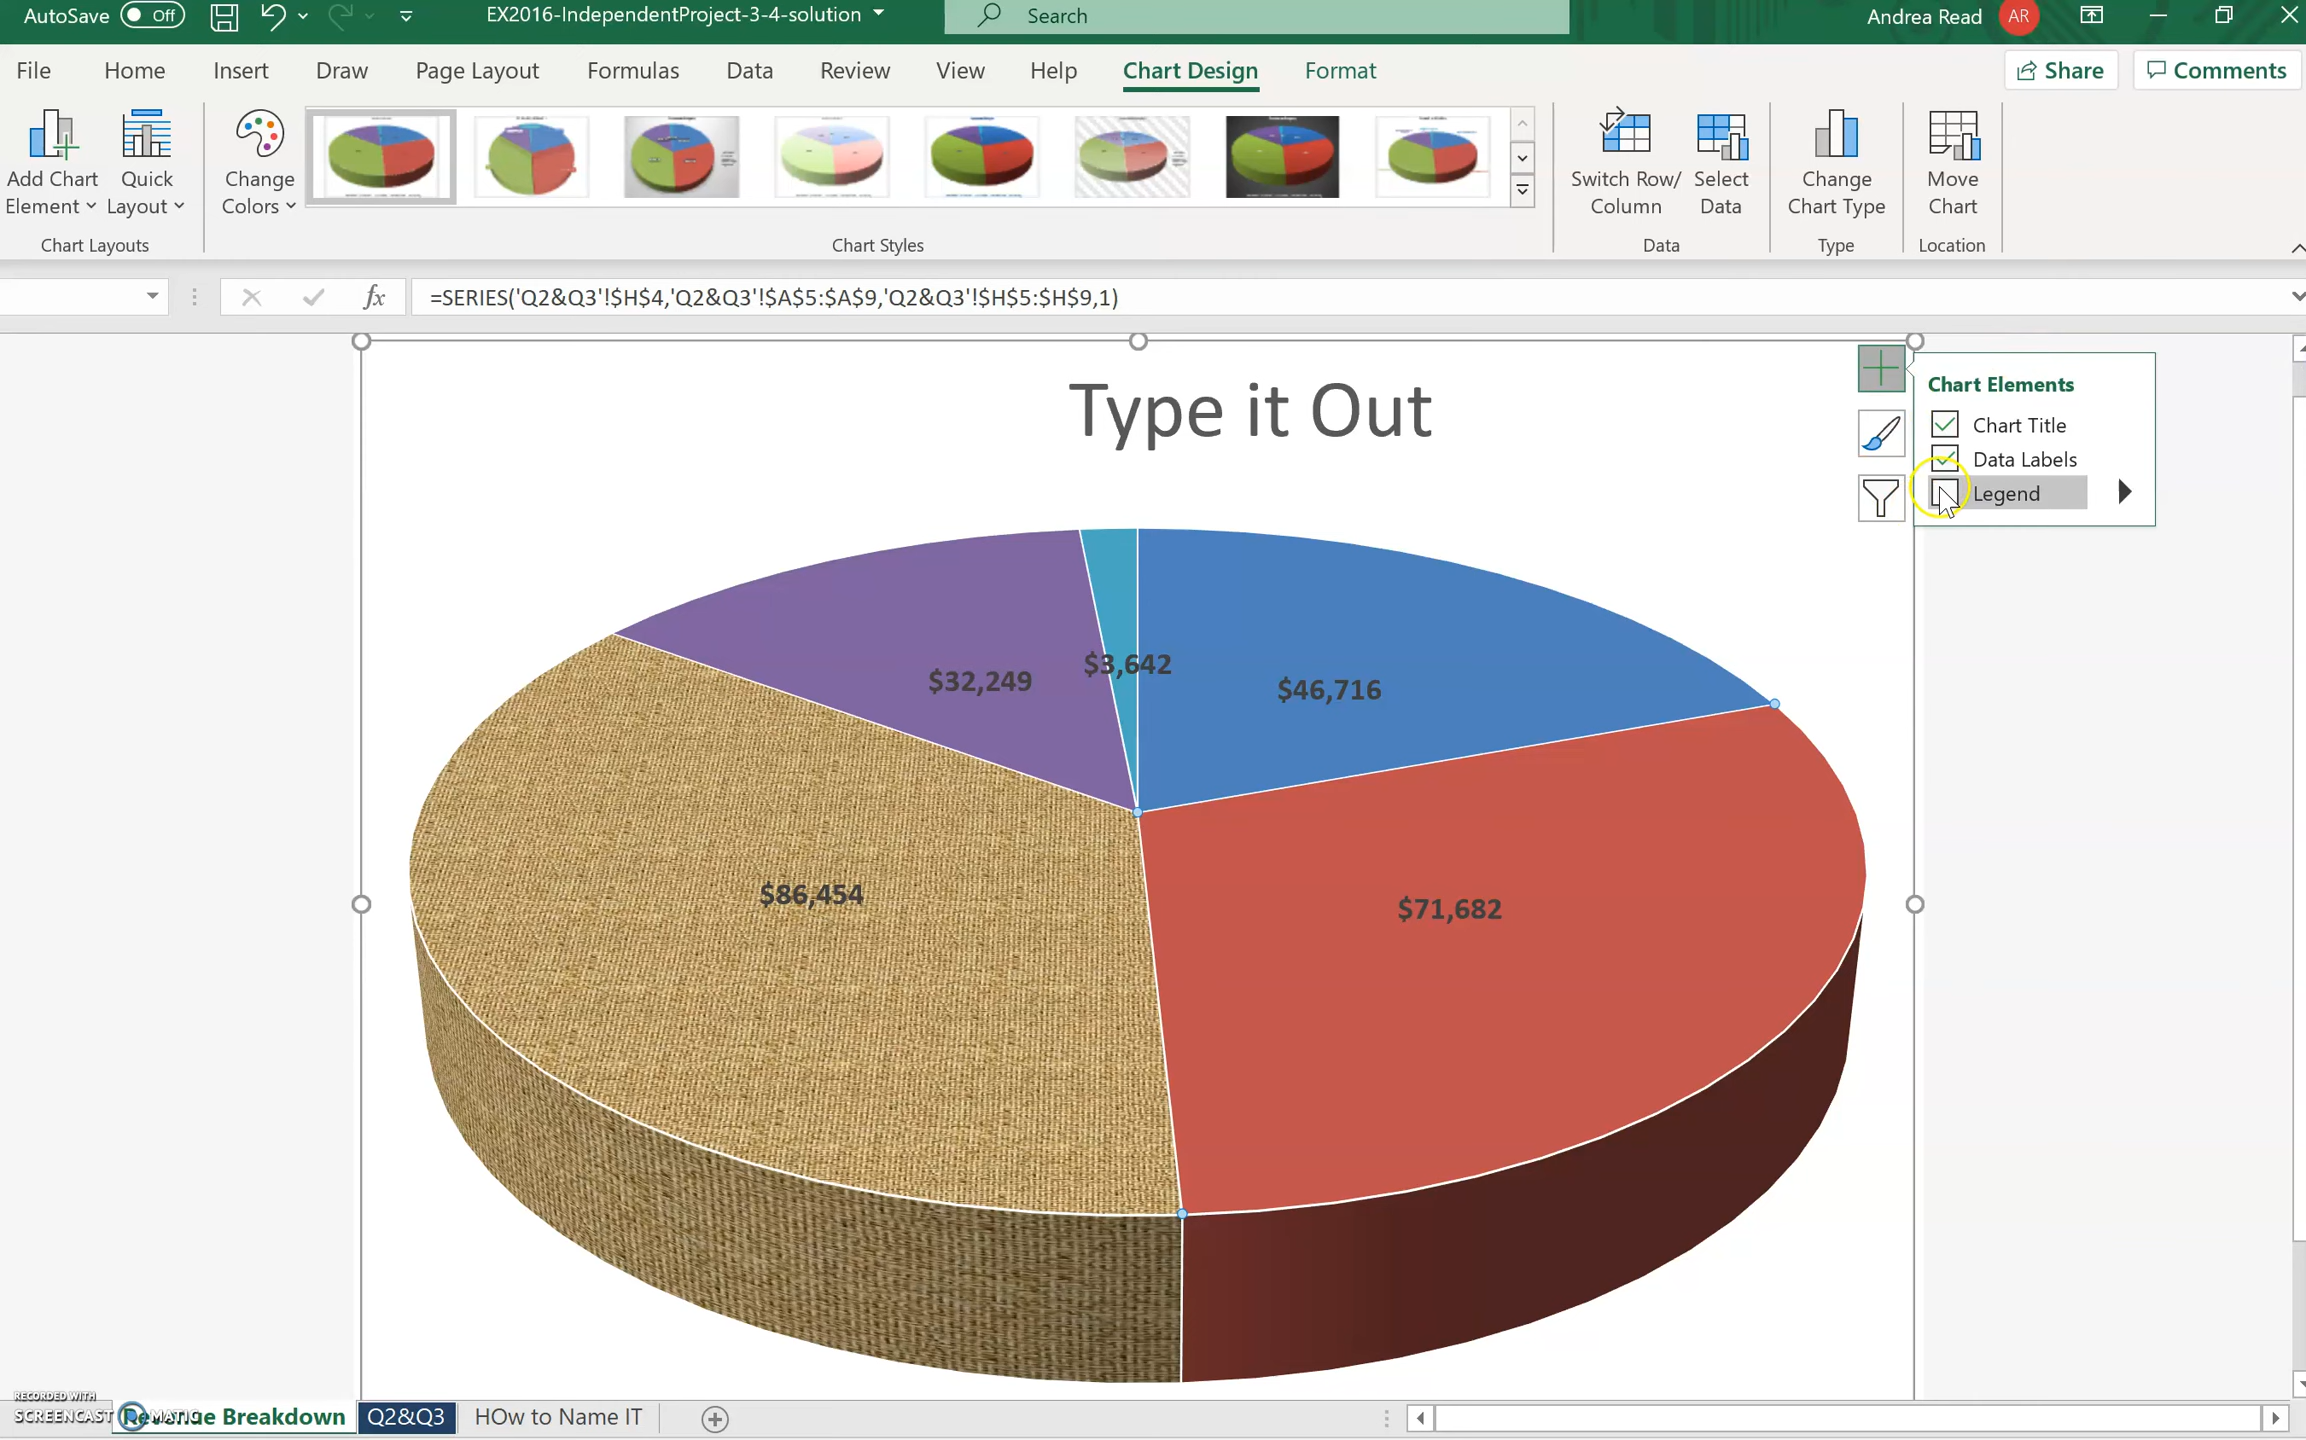 AutoSave Off EX2016-IndependentProject-3-4-solution Search Andrea Read AR
File Home Insert Draw Page Layout Formulas Data Review View Help Chart Design Format Share Comments
Add Chart Element
Quick Layout
Change Colors
Switch Row/ Column
Select Data
Change Chart Type
Move Chart
Chart Layouts Chart Styles Data Type Location
fx =SERIES('Q2&Q3'!$H$4,'Q2&Q3'!$A$5:$A$9,'Q2&Q3'!$H$5:$H$9,1)
Type it Out
Chart Elements
Chart Title
Data Labels
Legend
$32,249
$3,642
$46,716
$86,454
$71,682
RECORDED WITH
SCREENCAST MATIC
Revenue Breakdown Q2&Q3 HOw to Name IT